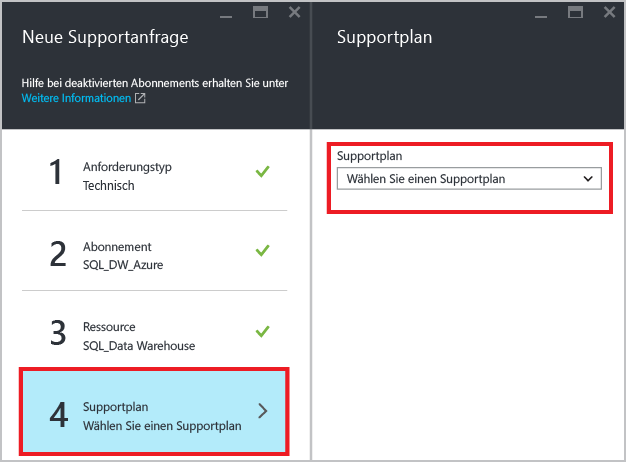 Neue Supportanfrage
Hilfe bei deaktivierten Abonnements erhalten Sie unter
Weitere Informationen
1
Anforderungstyp
Technisch
2
Abonnement
SQL_DW_Azure
3
Ressource
SQL_Data Warehouse
4
Supportplan
Wählen Sie einen Supportplan
Supportplan
Supportplan
Wählen Sie einen Supportplan